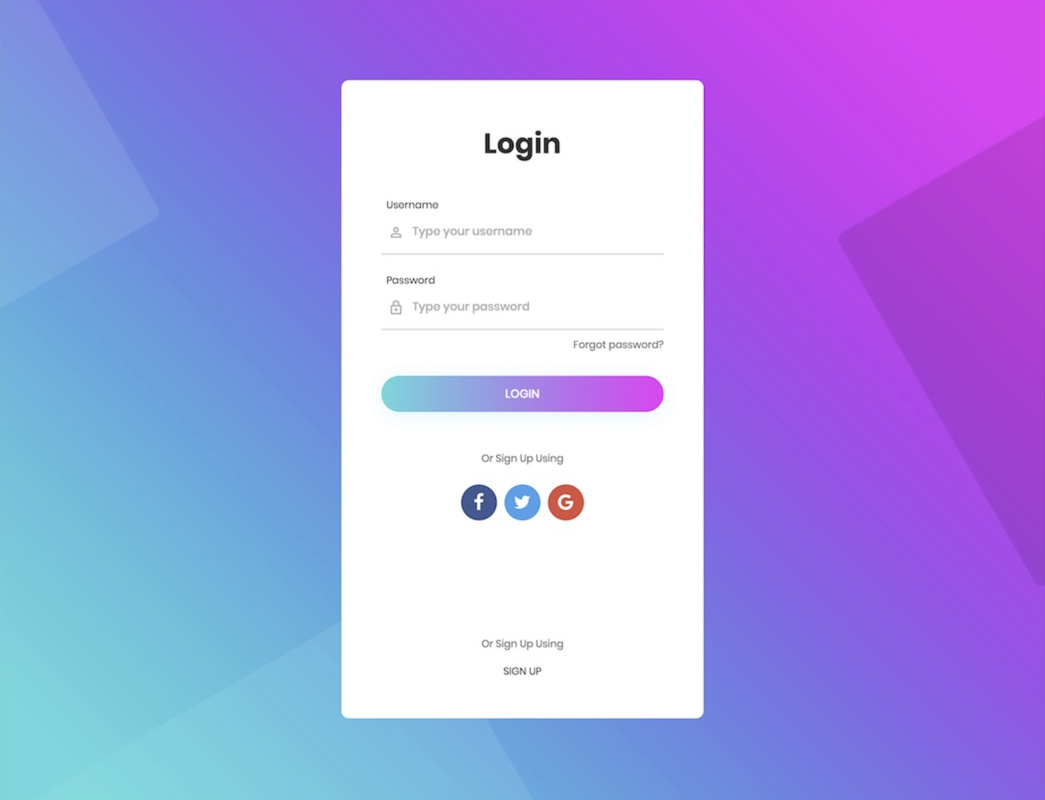 Login
Username
Type your username
Password
Type your password
Forgot password?
LOGIN
Or Sign Up Using
Or Sign Up Using
SIGN UP